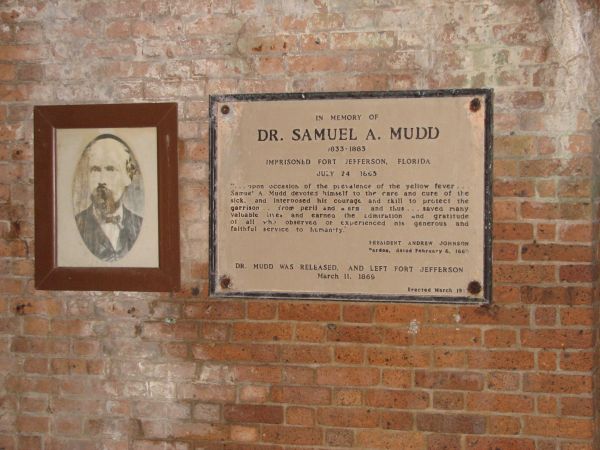 IN MEMORY OF
DR. SAMUEL A. MUDD
1833-1883
IMPRISONED FORT JEFFERSON, FLORIDA
JULY 24 1865
"...upon occasion of the prevalence of the yellow fever...
Samuel A. Mudd devoted himself to the care and cure of the
sick, and interposed his courage and skill to protect the
garrison... from peril and alarm and thus... saved many
valuable lives and earned the admiration and gratitude
of all who observed or experienced his generous and
faithful service to humanity."
PRESIDENT ANDREW JOHNSON
Pardon, dated February 8, 186
DR. MUDD WAS RELEASED, AND LEFT FORT JEFFERSON
March 11, 1869
Erected March 19